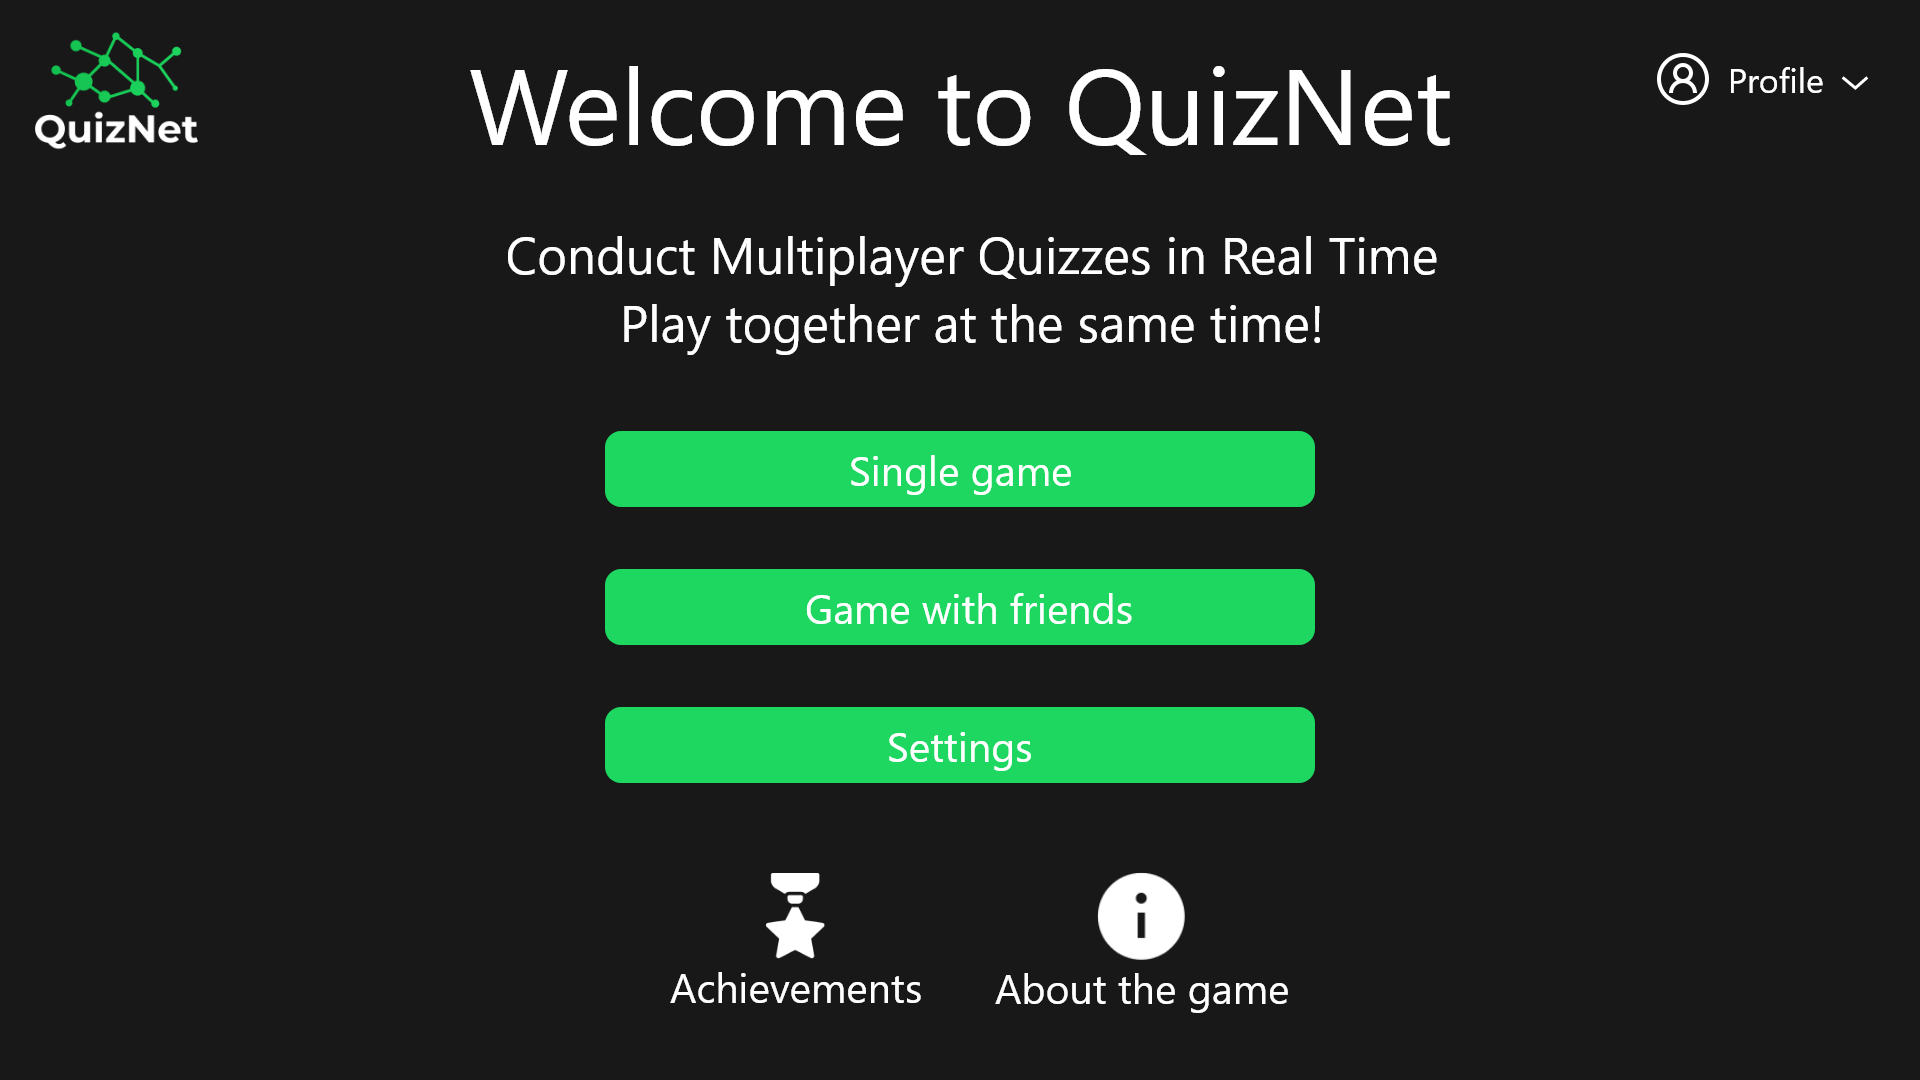 QuizNet
Welcome to QuizNet
Profile
Conduct Multiplayer Quizzes in Real Time
Play together at the same time!
Single game
Game with friends
Settings
Achievements
About the game